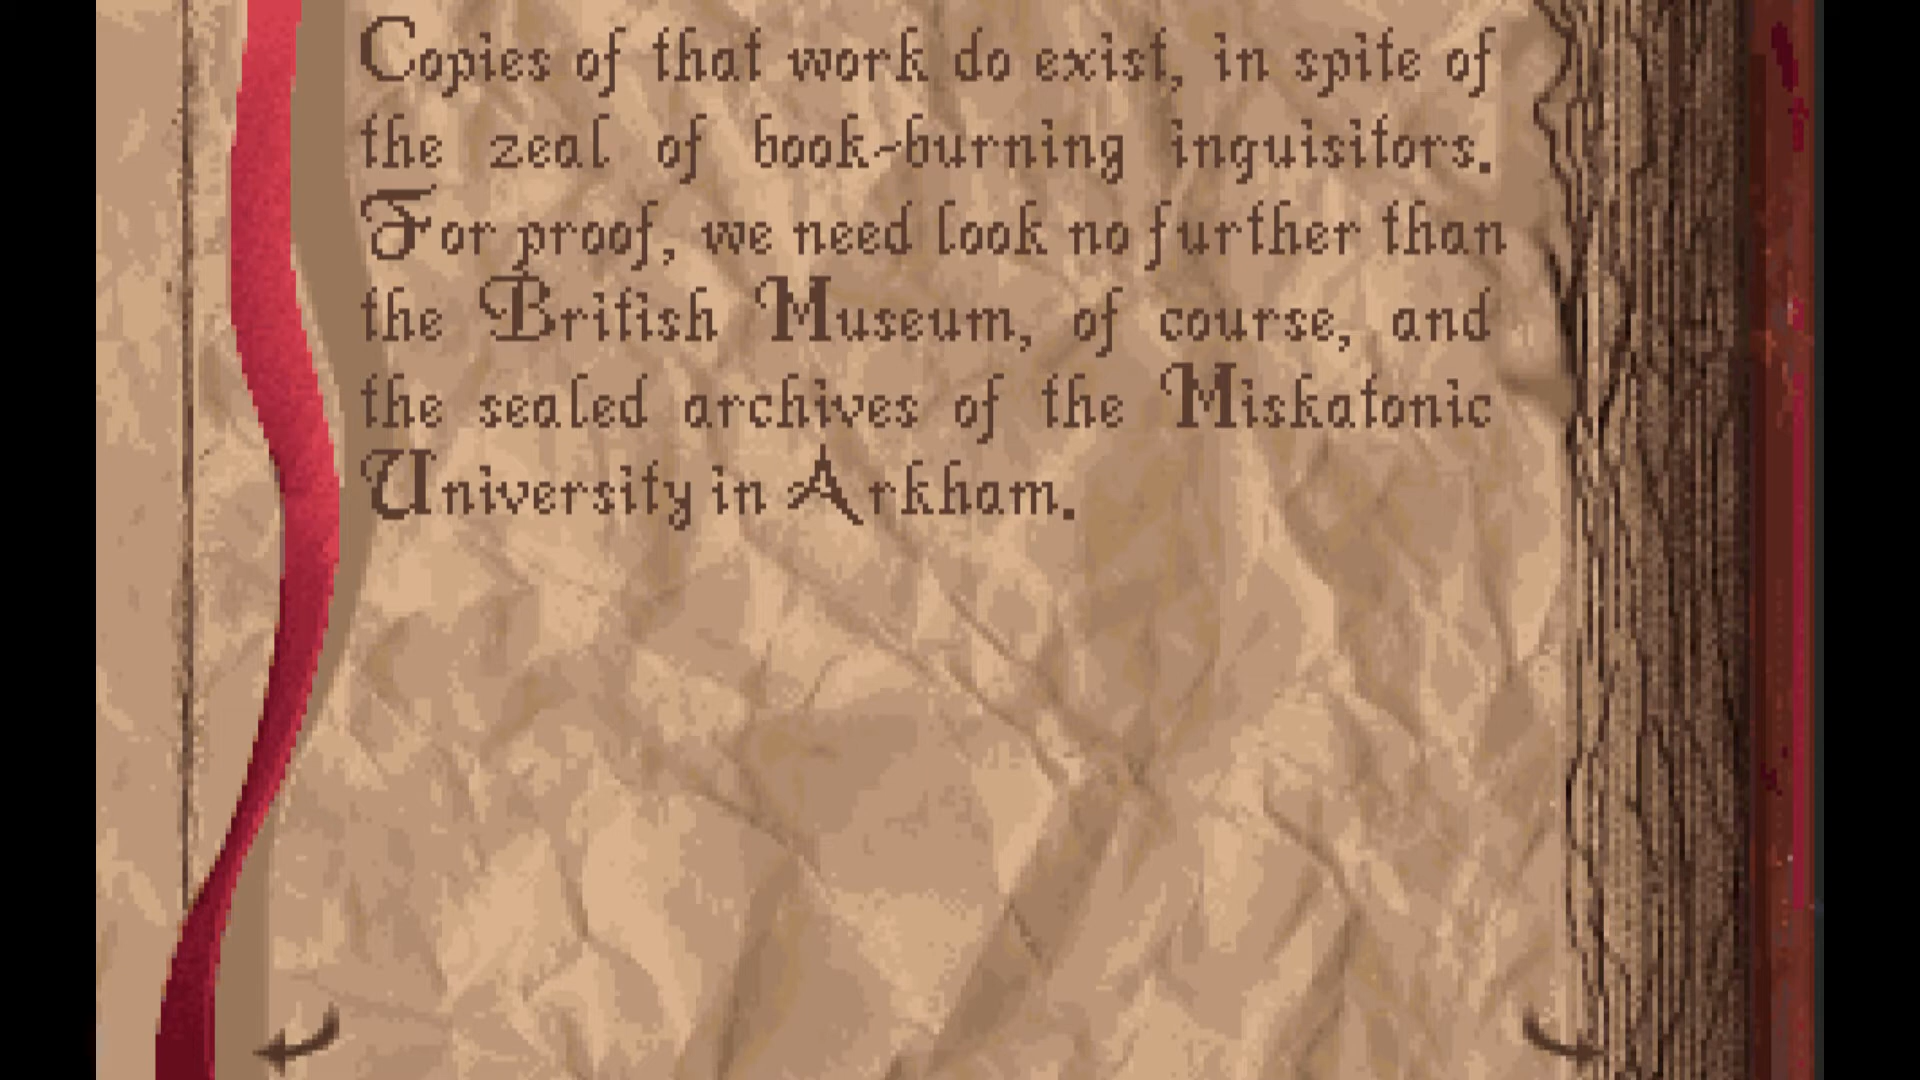 Copies of that work do exist, in spite of
the zeal of book-burning inquisitors.
For proof, we need look no further than
the British Museum, of course, and
the sealed archives of the Miskatonic
University in Arkham.